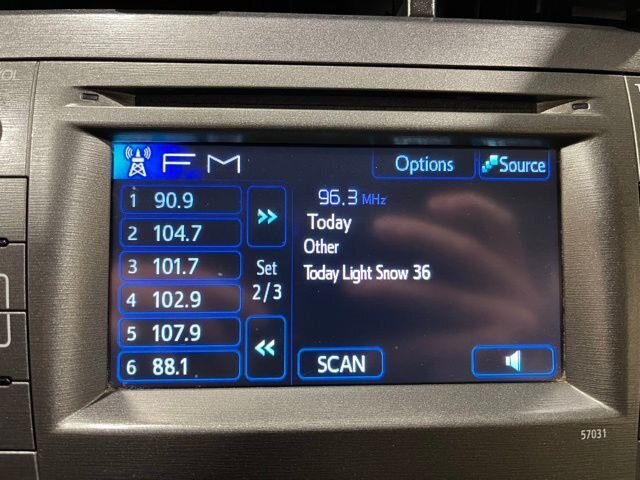 VOL
FM
Options
Source
1 90.9
2 104.7
3 101.7
4 102.9
5 107.9
6 88.1
>>
Set
2/3
<<
96.3 MHz
Today
Other
Today Light Snow 36
SCAN
57031